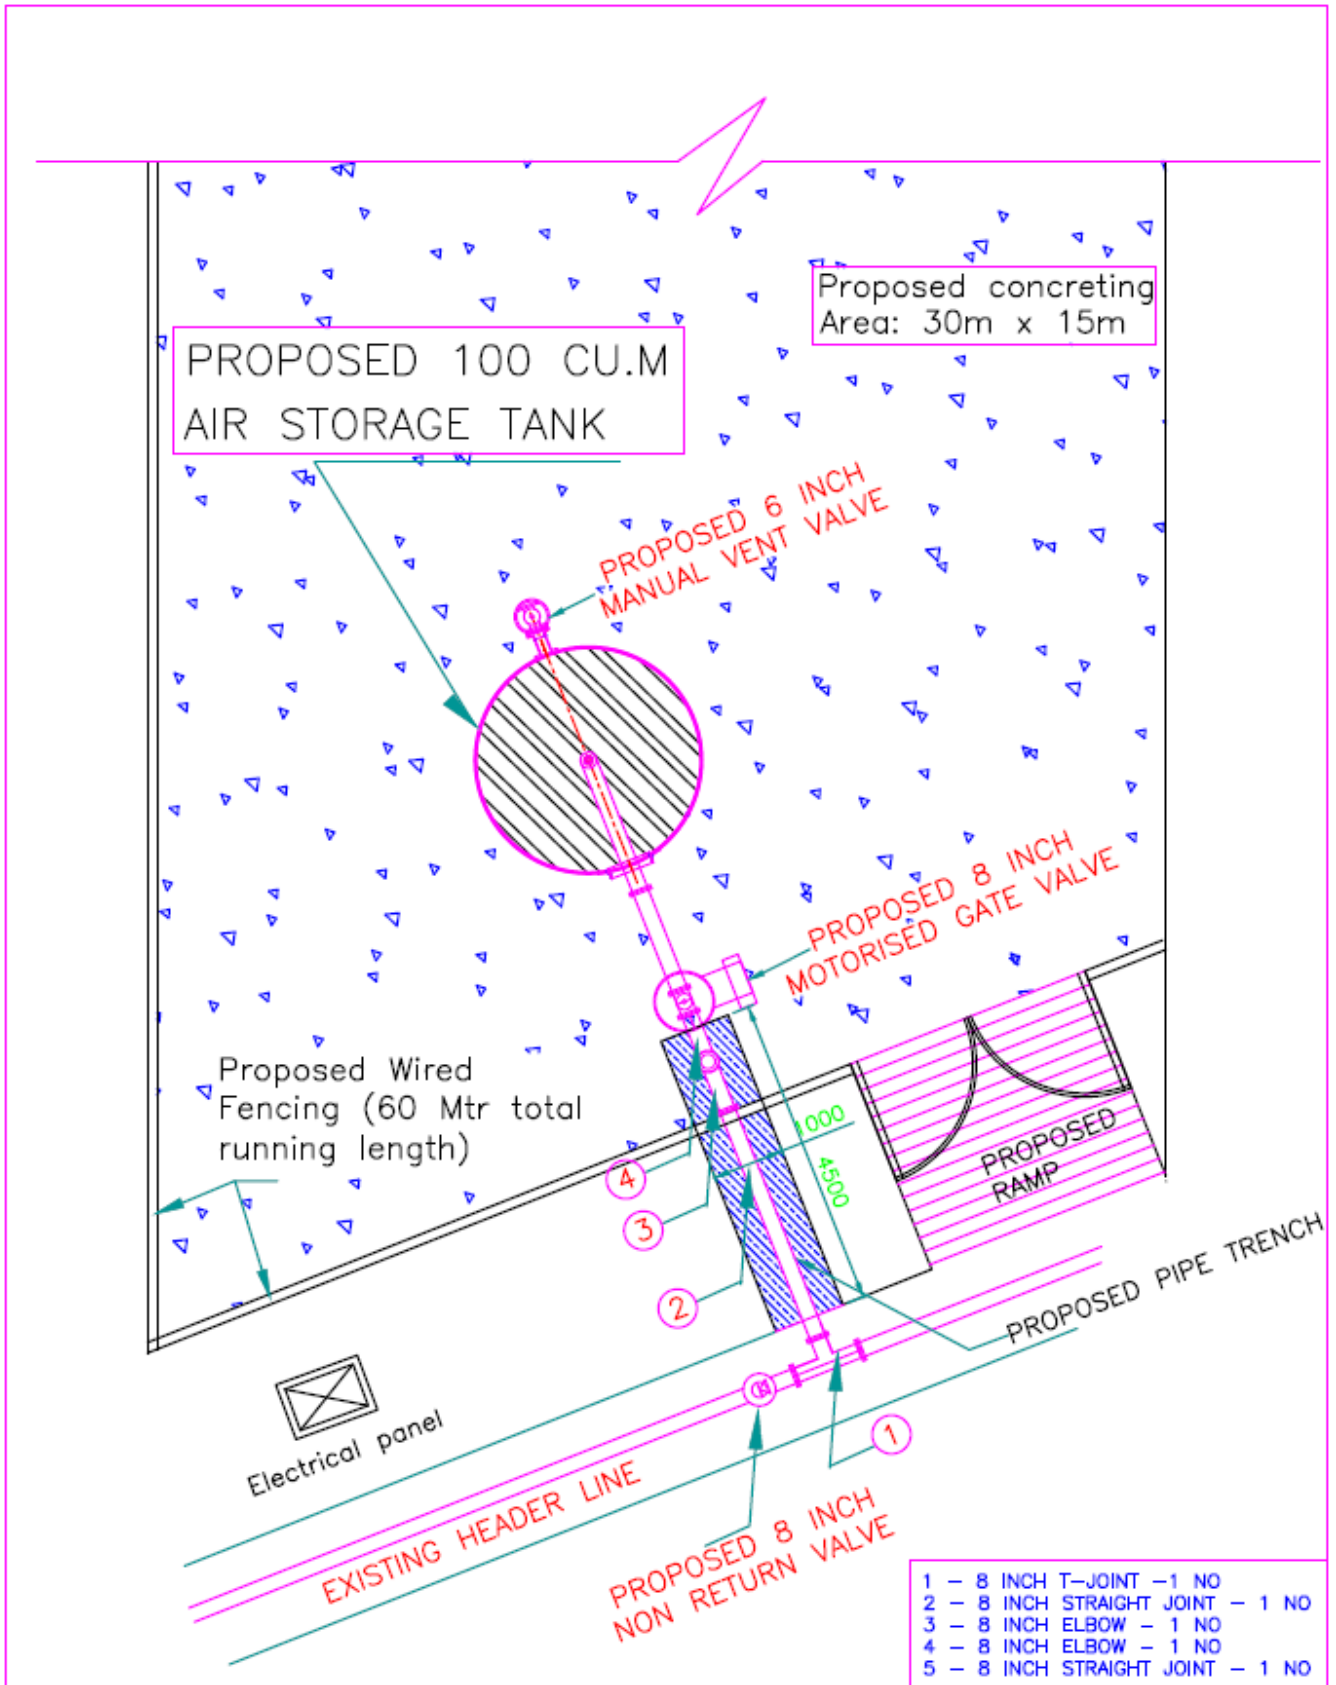 Proposed concreting
Area: 30m x 15m
PROPOSED 100 CU.M
AIR STORAGE TANK
PROPOSED 6 INCH
MANUAL VENT VALVE
PROPOSED 8 INCH
MOTORISED GATE VALVE
Proposed Wired
Fencing (60 Mtr total
running length)
1000
4500
PROPOSED
RAMP
4
3
2
PROPOSED PIPE TRENCH
1
Electrical panel
EXISTING HEADER LINE
PROPOSED 8 INCH
NON RETURN VALVE
1 - 8 INCH T-JOINT -1 NO
2 - 8 INCH STRAIGHT JOINT - 1 NO
3 - 8 INCH ELBOW - 1 NO
4 - 8 INCH ELBOW - 1 NO
5 - 8 INCH STRAIGHT JOINT - 1 NO